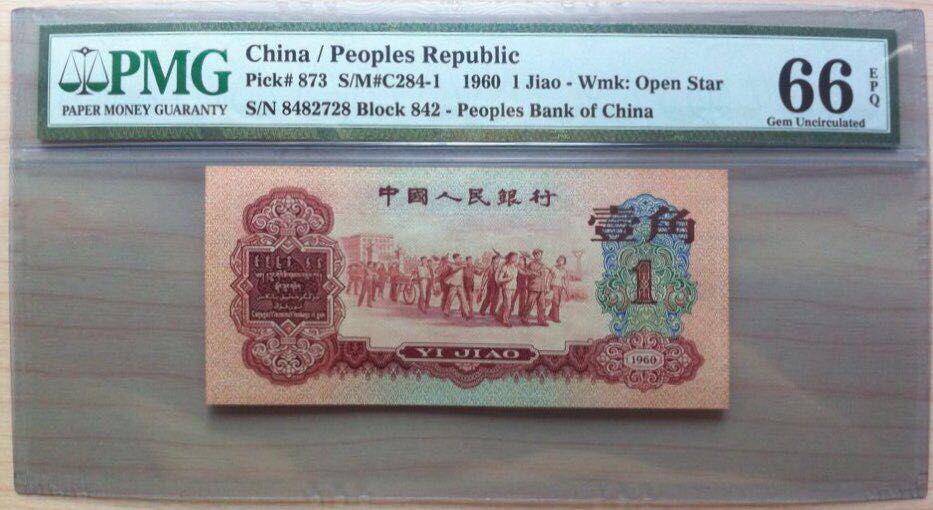 PMG
PAPER MONEY GUARANTY
China / Peoples Republic
Pick# 873 S/M#C284-1 1960 1 Jiao - Wmk: Open Star
S/N 8482728 Block 842 - Peoples Bank of China
66 EPQ
Gem Uncirculated
中國人民銀行
壹角
1
YI JIAO
1960